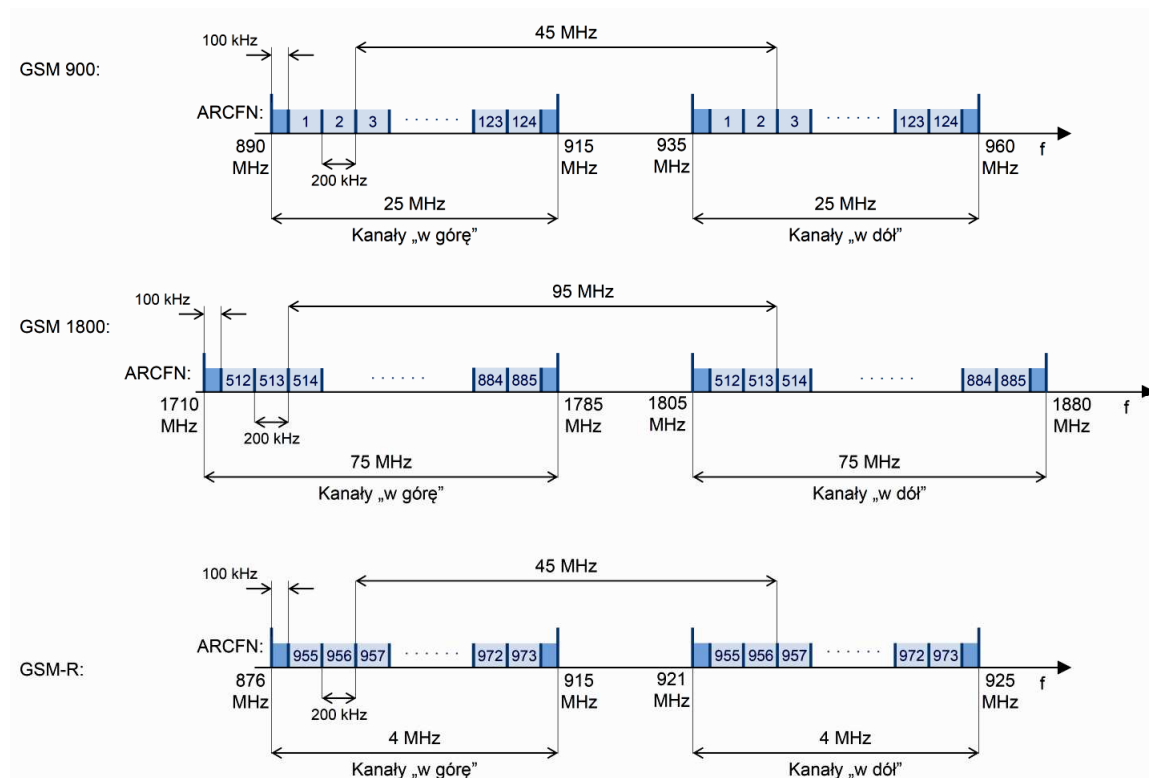 45 MHz
100 kHz
GSM 900:
ARCFN:
1 2 3 . . . . . . 123 124 1 2 3 . . . . . . 123 124
890 MHz 915 MHz 935 MHz 960 MHz f
200 kHz
25 MHz 25 MHz
Kanały „w górę” Kanały „w dół”
95 MHz
100 kHz
GSM 1800:
ARCFN:
512 513 514 . . . . . . 884 885 512 513 514 . . . . . . 884 885
1710 MHz 1785 MHz 1805 MHz 1880 MHz f
200 kHz
75 MHz 75 MHz
Kanały „w górę” Kanały „w dół”
45 MHz
100 kHz
ARCFN:
955 956 957 . . . . . . 972 973 955 956 957 . . . . . . 972 973
GSM-R:
876 MHz 915 MHz 921 MHz 925 MHz f
200 kHz
4 MHz 4 MHz
Kanały „w górę” Kanały „w dół”